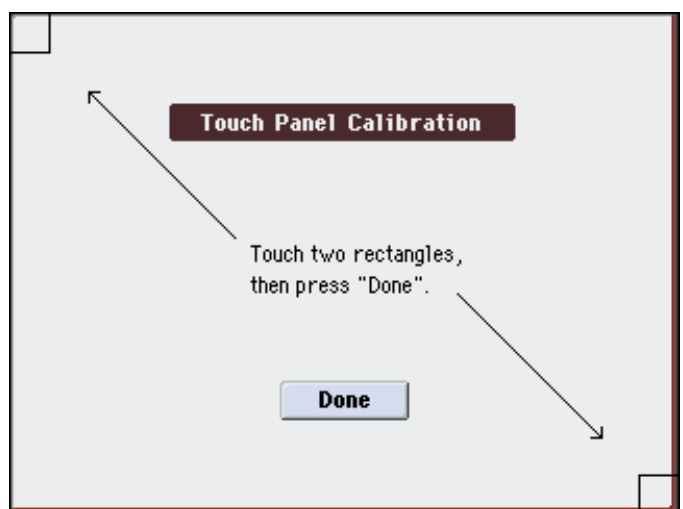 Touch Panel Calibration
Touch two rectangles,
then press "Done".
Done